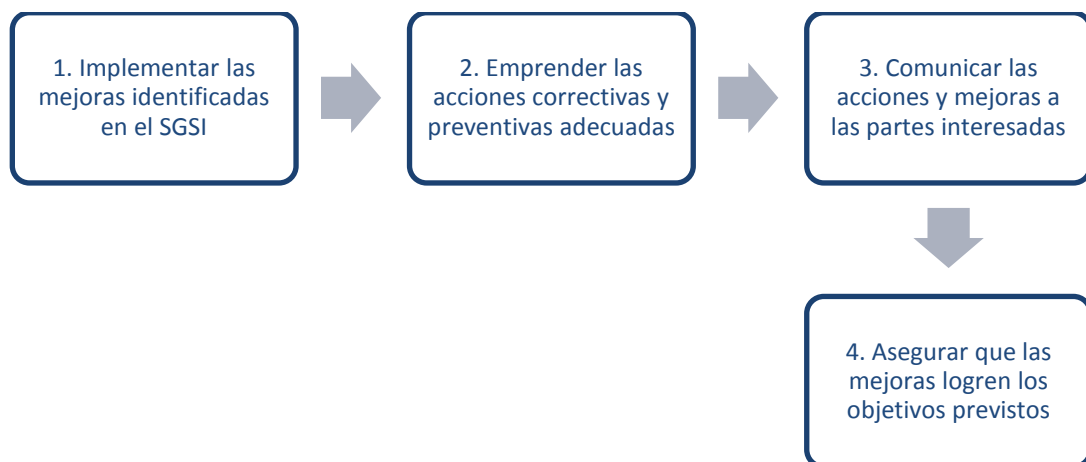 1. Implementar las
mejoras identificadas
en el SGSI
2. Emprender las
acciones correctivas y
preventivas adecuadas
3. Comunicar las
acciones y mejoras a
las partes interesadas
4. Asegurar que las
mejoras logren los
objetivos previstos